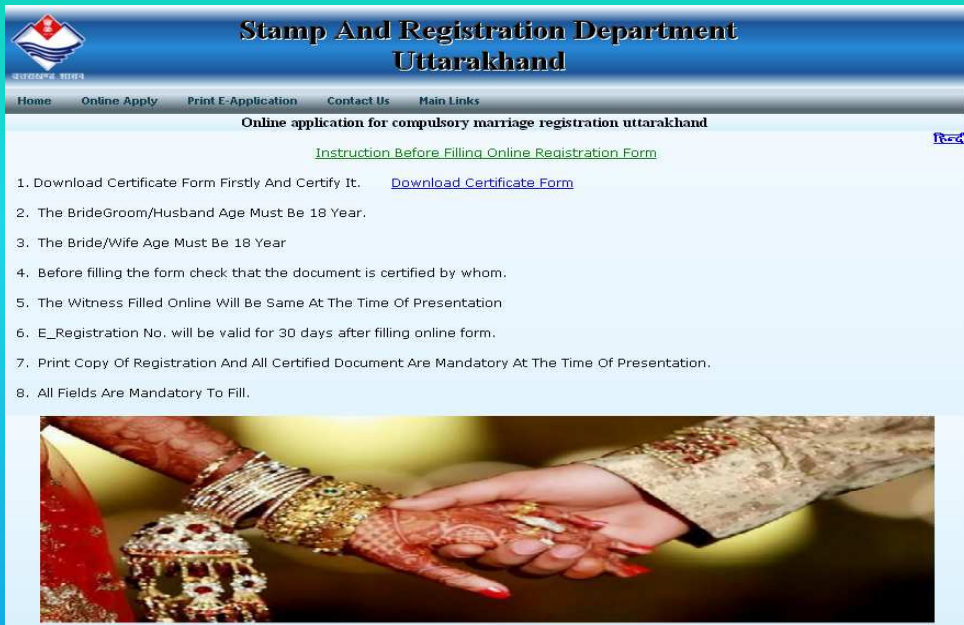 Stamp And Registration Department
Uttarakhand
उत्तराखण्ड शासन
Home Online Apply Print E-Application Contact Us Main Links
Online application for compulsory marriage registration uttarakhand
हिन्दी
Instruction Before Filling Online Registration Form
1. Download Certificate Form Firstly And Certify It. Download Certificate Form
2. The BrideGroom/Husband Age Must Be 18 Year.
3. The Bride/Wife Age Must Be 18 Year
4. Before filling the form check that the document is certified by whom.
5. The Witness Filled Online Will Be Same At The Time Of Presentation
6. E_Registration No. will be valid for 30 days after filling online form.
7. Print Copy Of Registration And All Certified Document Are Mandatory At The Time Of Presentation.
8. All Fields Are Mandatory To Fill.